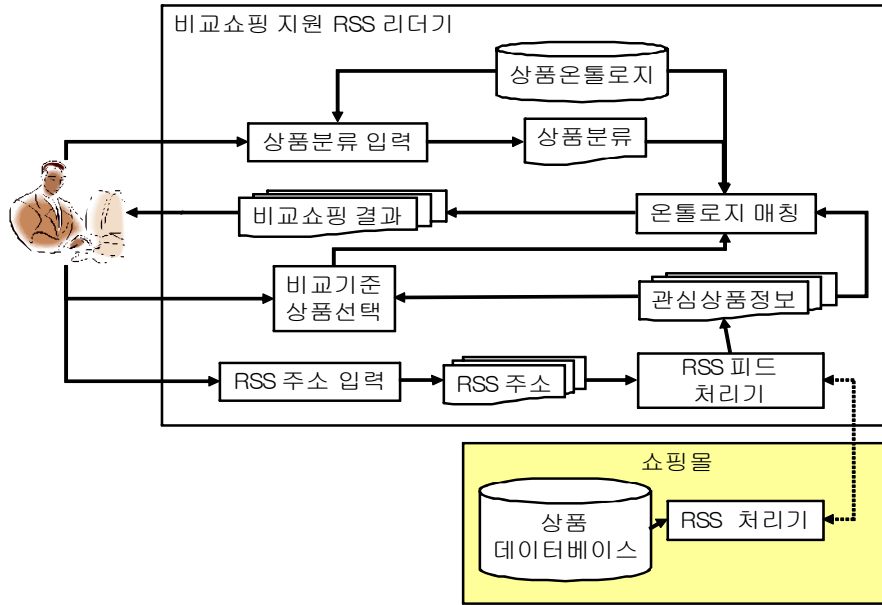 비교쇼핑 지원 RSS 리더기
상품온톨로지
상품분류 입력
상품분류
비교쇼핑 결과
온톨로지 매칭
비교기준
상품선택
관심상품정보
RSS 주소 입력
RSS 주소
RSS 피드
처리기
쇼핑몰
상품
데이터베이스
RSS 처리기